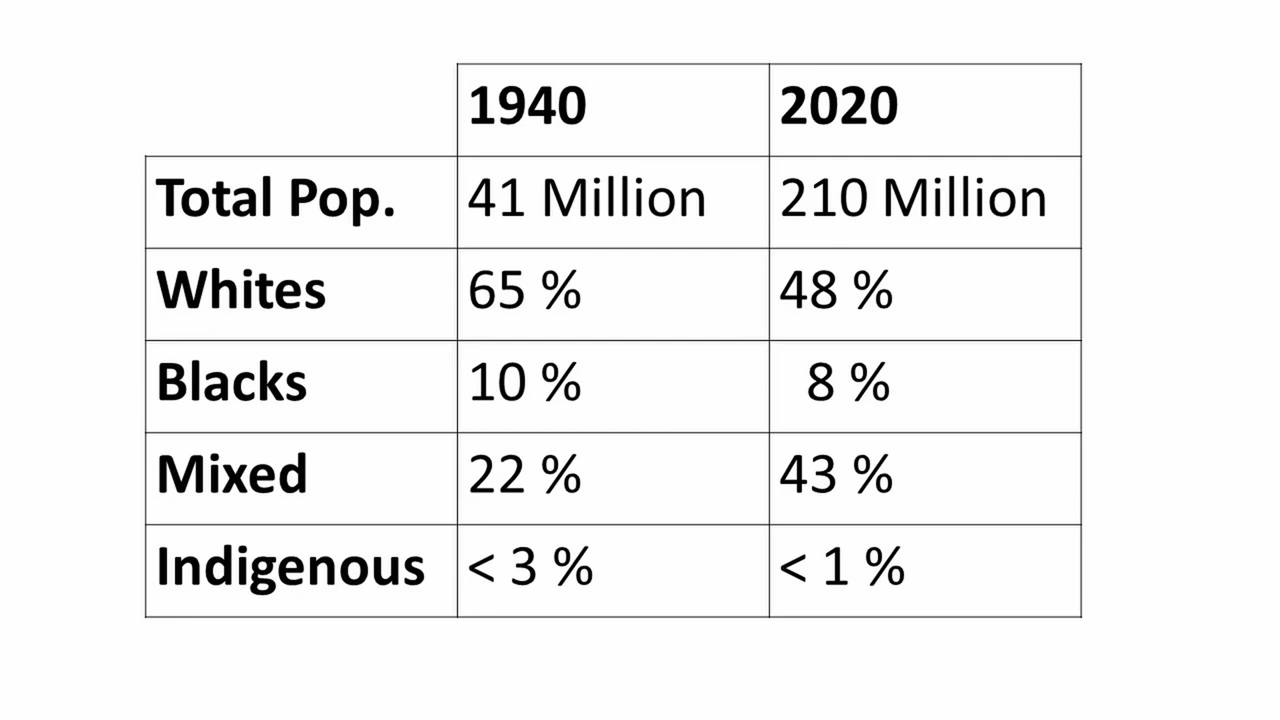 1940 2020
Total Pop. 41 Million 210 Million
Whites 65 % 48 %
Blacks 10 % 8 %
Mixed 22 % 43 %
Indigenous < 3 % < 1 %